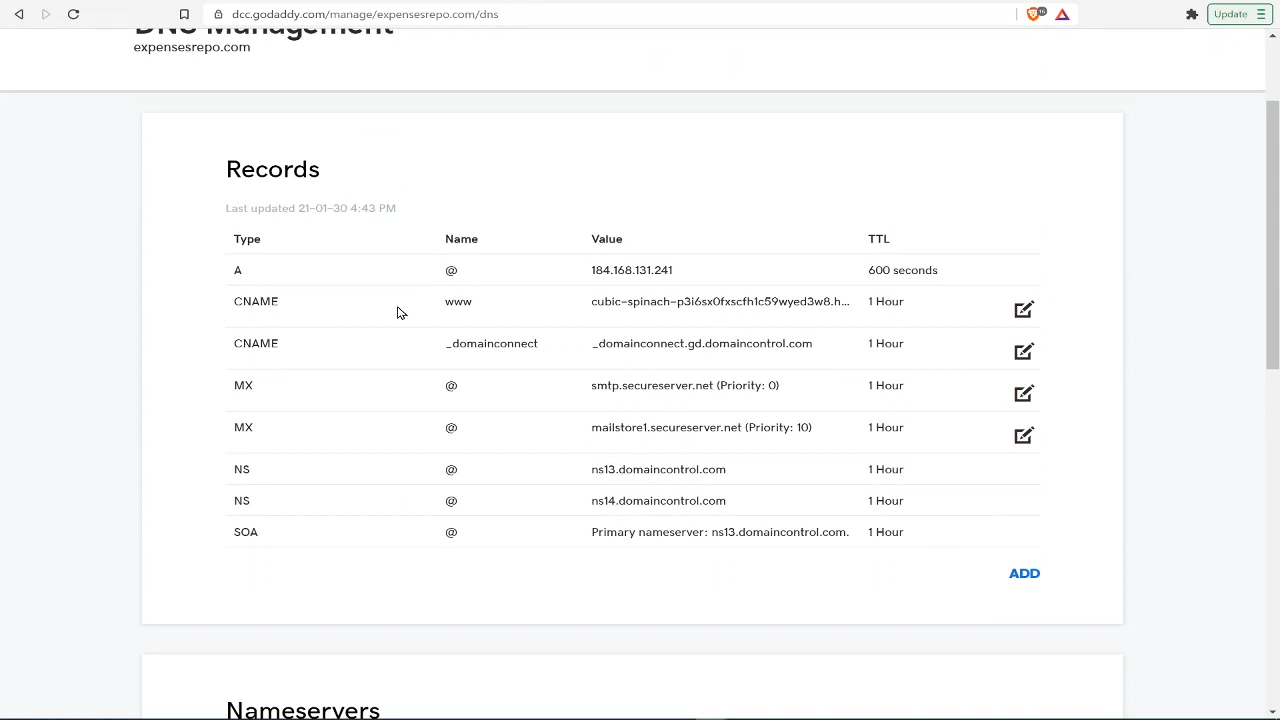 dcc.godaddy.com/manage/expensesrepo.com/dns
15
Update
DNS Management
expensesrepo.com
Records
Last updated 21-01-30 4:43 PM
Type Name Value TTL
A @ 184.168.131.241 600 seconds
CNAME www cubic-spinach-p3i6sx0fxscfh1c59wyed3w8.h... 1 Hour
CNAME _domainconnect _domainconnect.gd.domaincontrol.com 1 Hour
MX @ smtp.secureserver.net (Priority: 0) 1 Hour
MX @ mailstore1.secureserver.net (Priority: 10) 1 Hour
NS @ ns13.domaincontrol.com 1 Hour
NS @ ns14.domaincontrol.com 1 Hour
SOA @ Primary nameserver: ns13.domaincontrol.com. 1 Hour
ADD
Nameservers